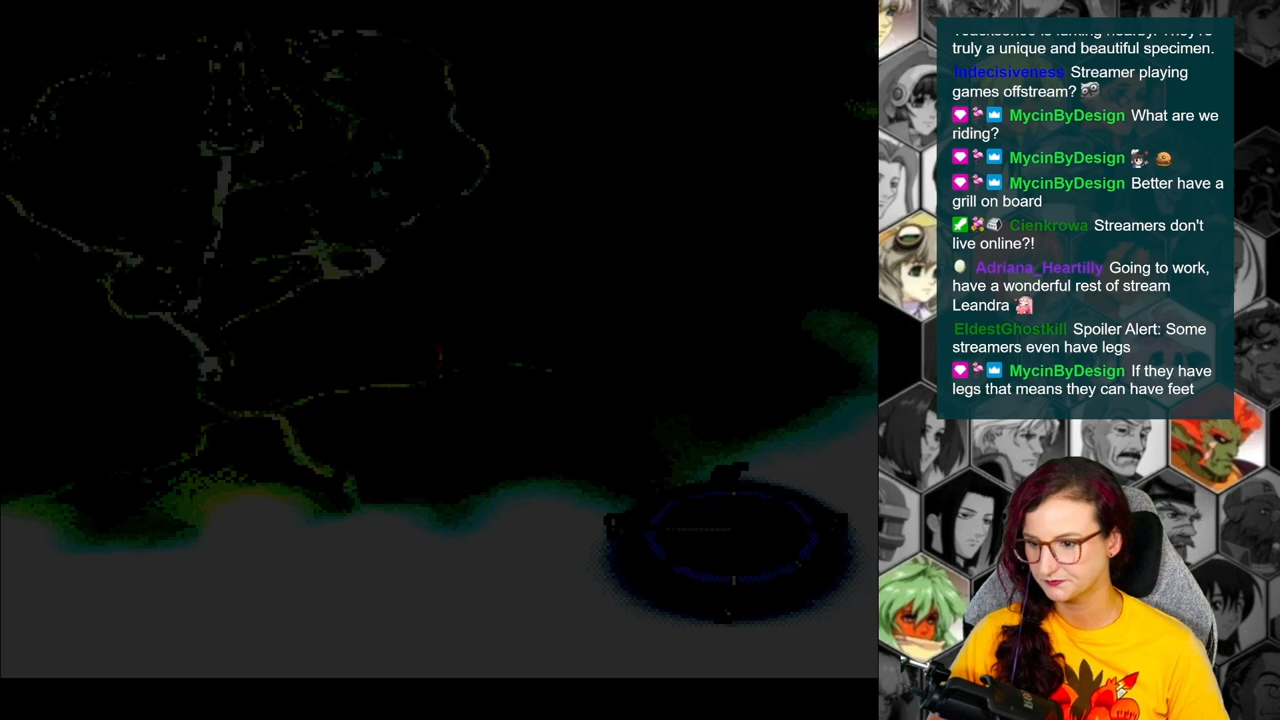 truly a unique and beautiful specimen.
Indecisiveness Streamer playing
games offstream?
MycinByDesign What are we
riding?
MycinByDesign
MycinByDesign Better have a
grill on board
Cienkrowa Streamers don't
live online?!
Adriana_Heartilly Going to work,
have a wonderful rest of stream
Leandra
EldestGhostkill Spoiler Alert: Some
streamers even have legs
MycinByDesign If they have
legs that means they can have feet